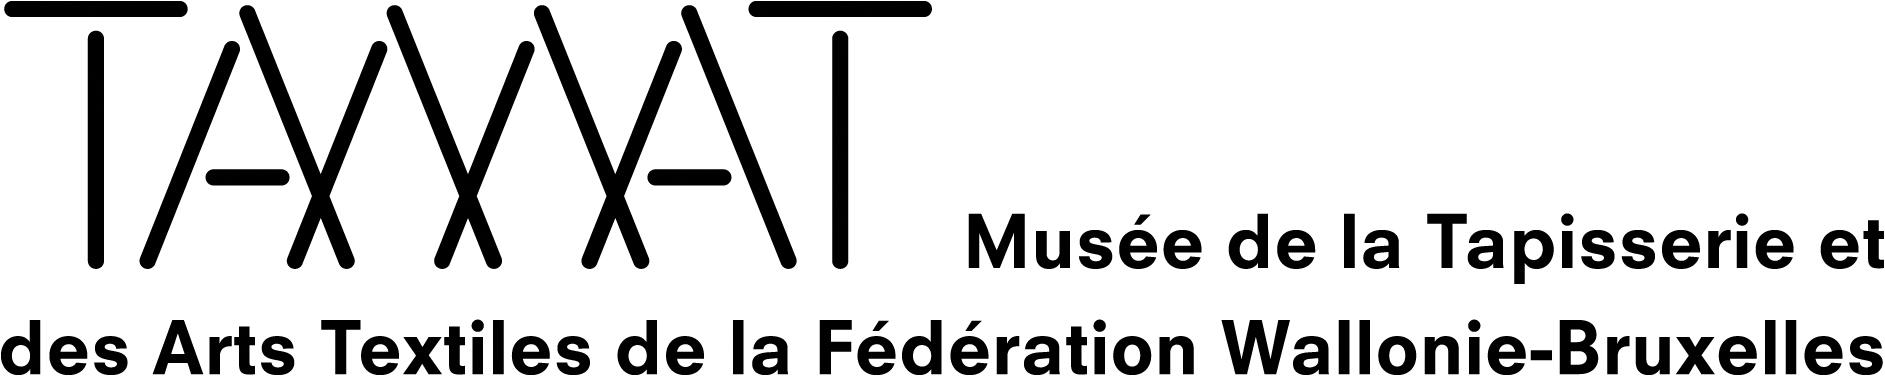 TAMAT Musée de la Tapisserie et
des Arts Textiles de la Fédération Wallonie-Bruxelles